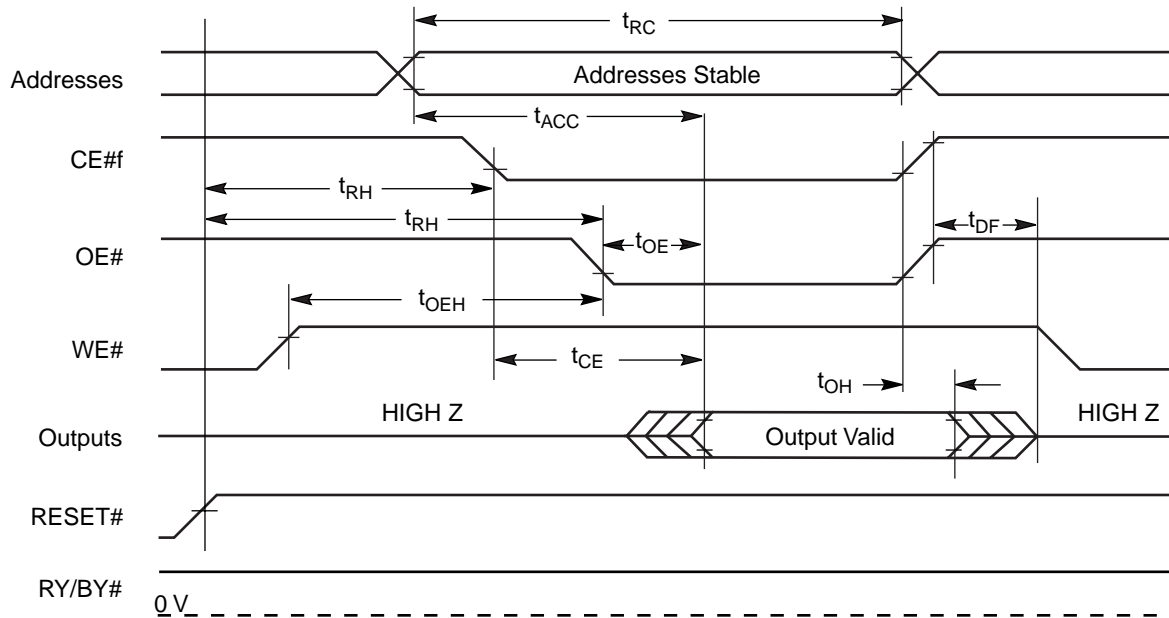 tRC
Addresses
Addresses Stable
tACC
CE#f
tRH
tRH
tDF
OE#
tOE
tOEH
WE#
tCE
tOH
HIGH Z
HIGH Z
Outputs
Output Valid
RESET#
RY/BY#
0 V